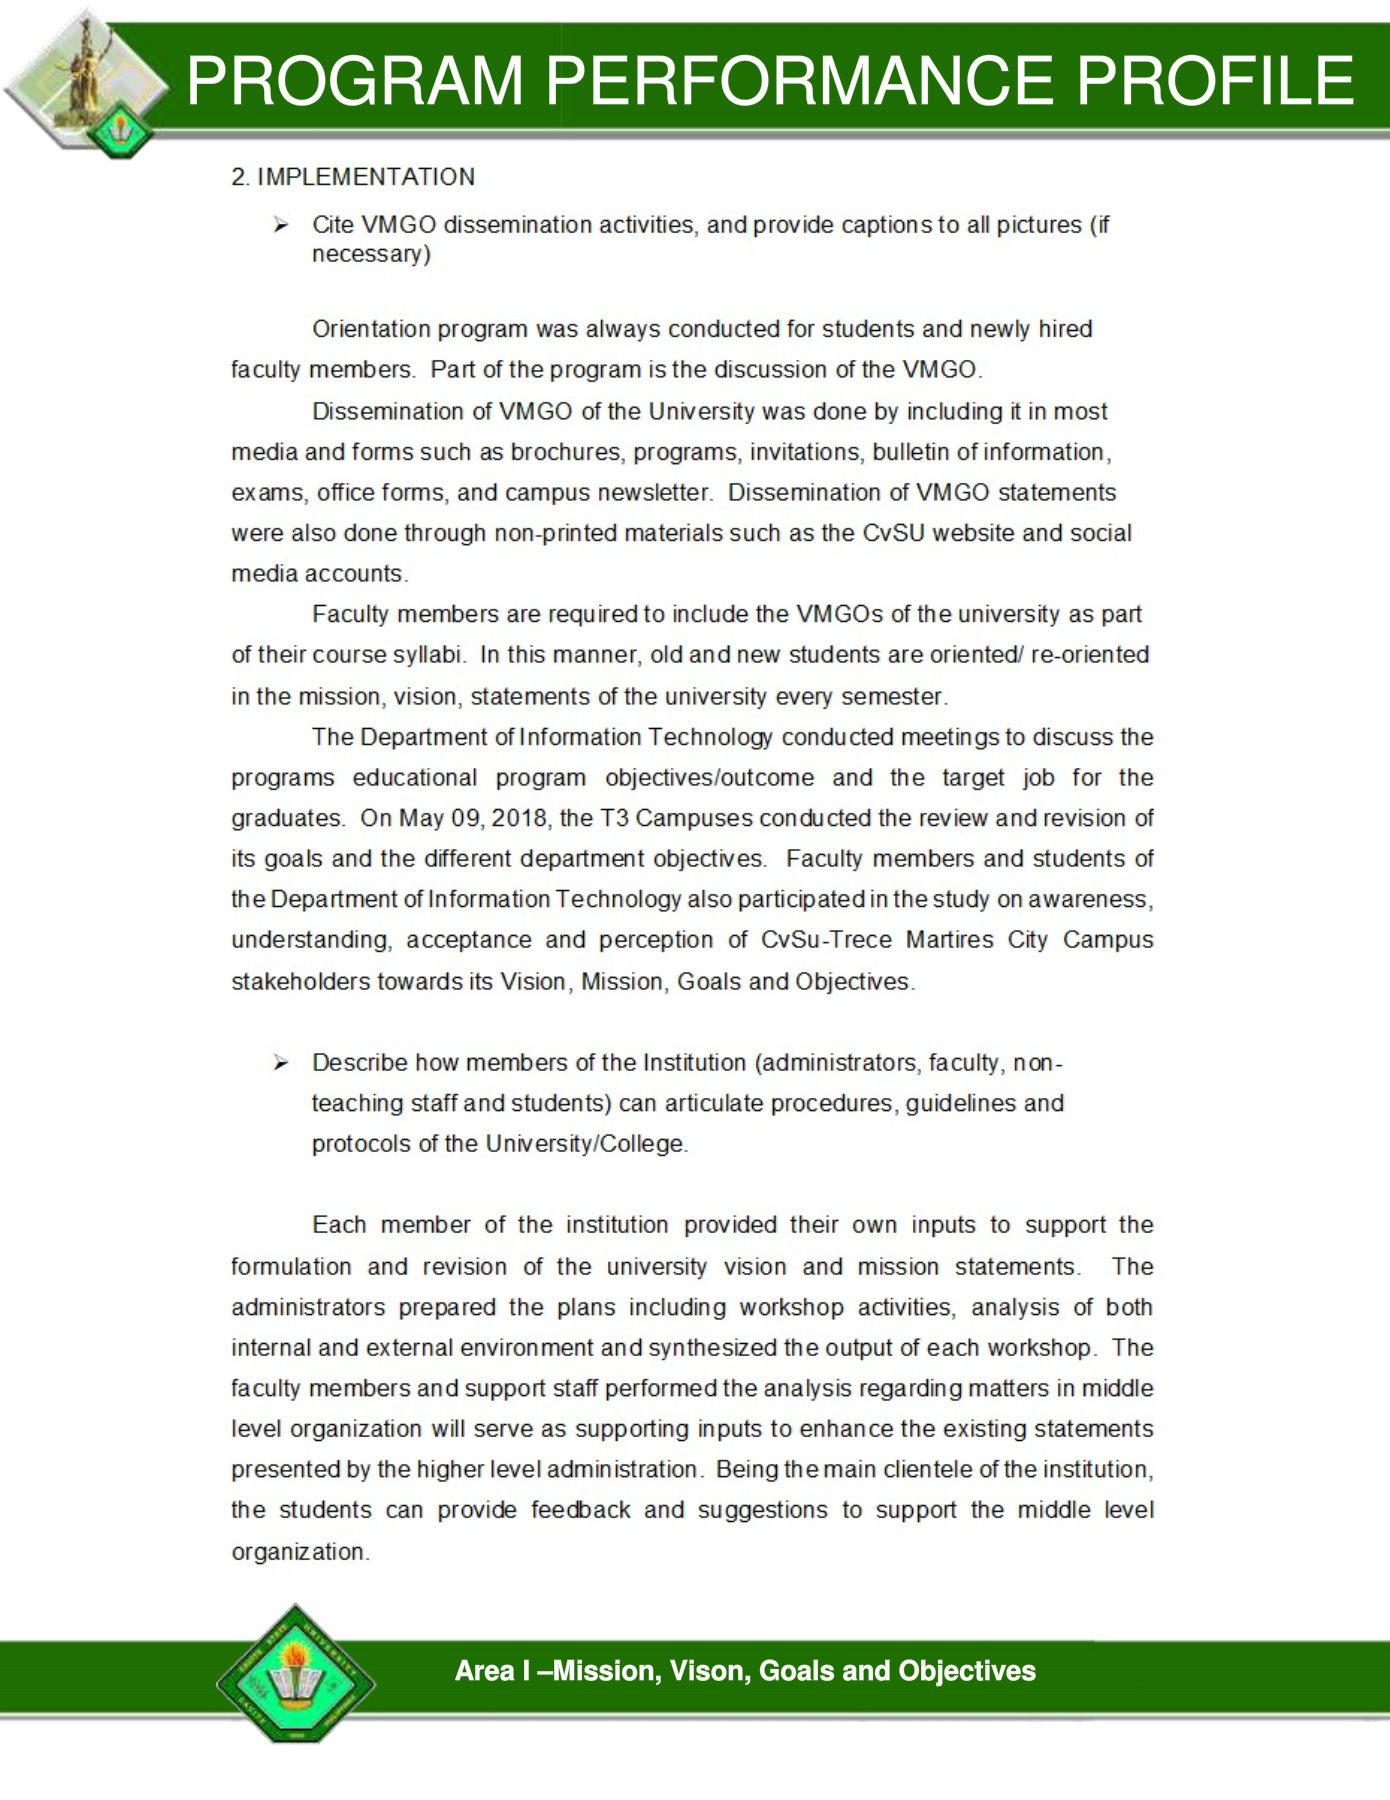 PROGRAM PERFORMANCE PROFILE
2. IMPLEMENTATION
➢ Cite VMGO dissemination activities, and provide captions to all pictures (if
necessary)
Orientation program was always conducted for students and newly hired
faculty members. Part of the program is the discussion of the VMGO.
Dissemination of VMGO of the University was done by including it in most
media and forms such as brochures, programs, invitations, bulletin of information,
exams, office forms, and campus newsletter. Dissemination of VMGO statements
were also done through non-printed materials such as the CvSU website and social
media accounts.
Faculty members are required to include the VMGOs of the university as part
of their course syllabi. In this manner, old and new students are oriented/ re-oriented
in the mission, vision, statements of the university every semester.
The Department of Information Technology conducted meetings to discuss the
programs educational program objectives/outcome and the target job for the
graduates. On May 09, 2018, the T3 Campuses conducted the review and revision of
its goals and the different department objectives. Faculty members and students of
the Department of Information Technology also participated in the study on awareness,
understanding, acceptance and perception of CvSu-Trece Martires City Campus
stakeholders towards its Vision, Mission, Goals and Objectives.
➢ Describe how members of the Institution (administrators, faculty, non-
teaching staff and students) can articulate procedures, guidelines and
protocols of the University/College.
Each member of the institution provided their own inputs to support the
formulation and revision of the university vision and mission statements. The
administrators prepared the plans including workshop activities, analysis of both
internal and external environment and synthesized the output of each workshop. The
faculty members and support staff performed the analysis regarding matters in middle
level organization will serve as supporting inputs to enhance the existing statements
presented by the higher level administration. Being the main clientele of the institution,
the students can provide feedback and suggestions to support the middle level
organization.
CAVITE STATE UNIVERSITY
Area I –Mission, Vison, Goals and Objectives